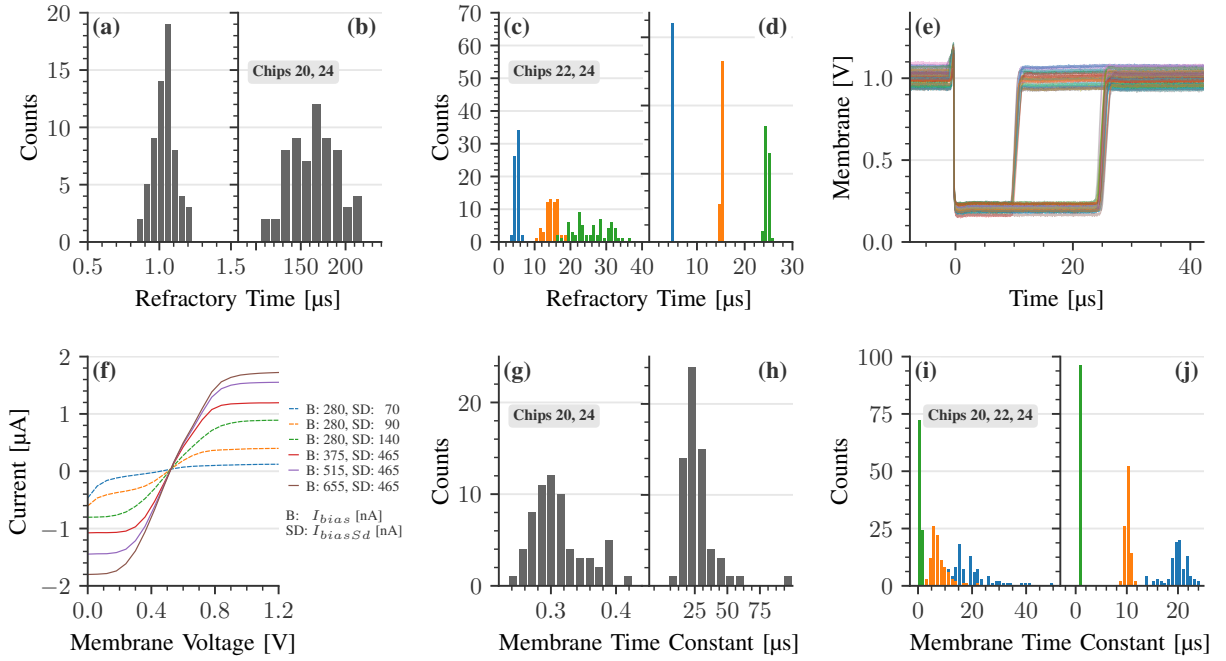 (a)
(b)
Chips 20, 24
Counts
20
15
10
5
0
0.5
1.0
1.5
150
200
Refractory Time [µs]
(c)
(d)
Chips 22, 24
Counts
70
60
50
40
30
20
10
0
0
10
20
30
0
10
20
30
Refractory Time [µs]
(e)
Membrane [V]
1.0
0.5
0.0
0
20
40
Time [µs]
(f)
Current [µA]
2
1
0
−1
−2
0.0
0.4
0.8
1.2
Membrane Voltage [V]
B: 280, SD: 70
B: 280, SD: 90
B: 280, SD: 140
B: 375, SD: 465
B: 515, SD: 465
B: 655, SD: 465
B: I_bias [nA]
SD: I_biasSd [nA]
(g)
(h)
Chips 20, 24
Counts
20
10
0
0.3
0.4
25
50
75
Membrane Time Constant [µs]
(i)
(j)
Chips 20, 22, 24
Counts
100
75
50
25
0
0
20
40
0
10
20
Membrane Time Constant [µs]